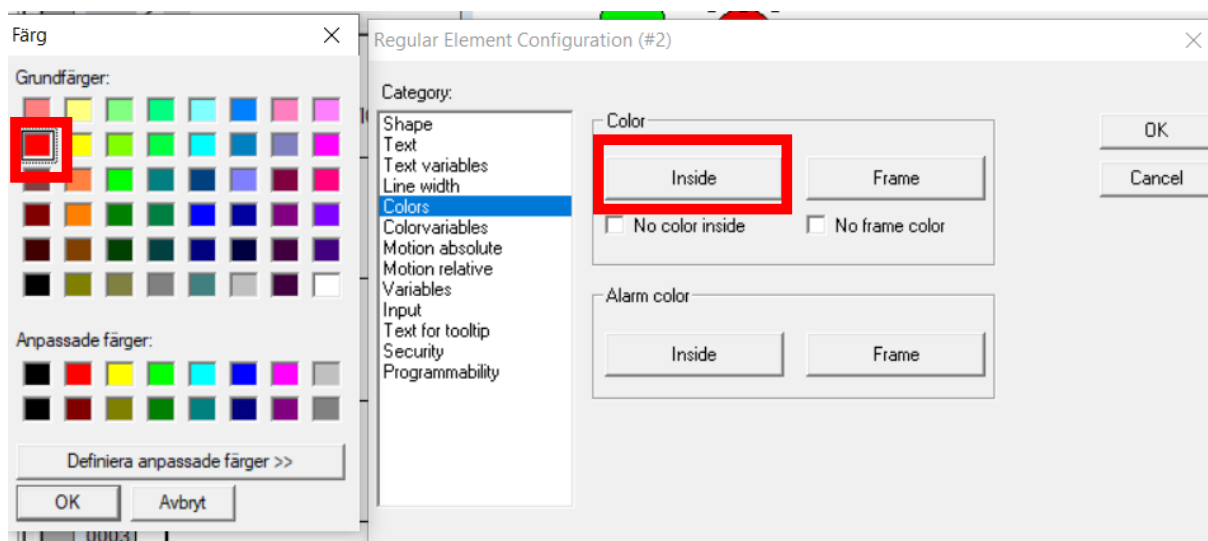 Färg
Grundfärger:
Anpassade färger:
Definiera anpassade färger >>
OK
Avbryt
0003
Regular Element Configuration (#2)
Category:
Shape
Text
Text variables
Line width
Colors
Colorvariables
Motion absolute
Motion relative
Variables
Input
Text for tooltip
Security
Programmability
Color
Inside
Frame
No color inside
No frame color
Alarm color
Inside
Frame
OK
Cancel